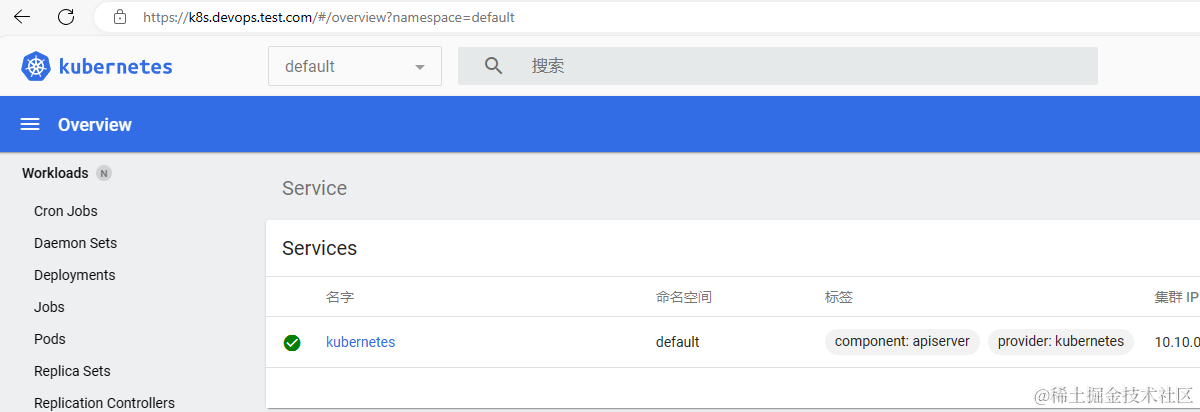 https://k8s.devops.test.com/#/overview?namespace=default
kubernetes
default
搜索
Overview
Workloads N
Cron Jobs
Daemon Sets
Deployments
Jobs
Pods
Replica Sets
Replication Controllers
Service
Services
名字 命名空间 标签 集群 IP
kubernetes default component: apiserver provider: kubernetes 10.10.0
@稀土掘金技术社区